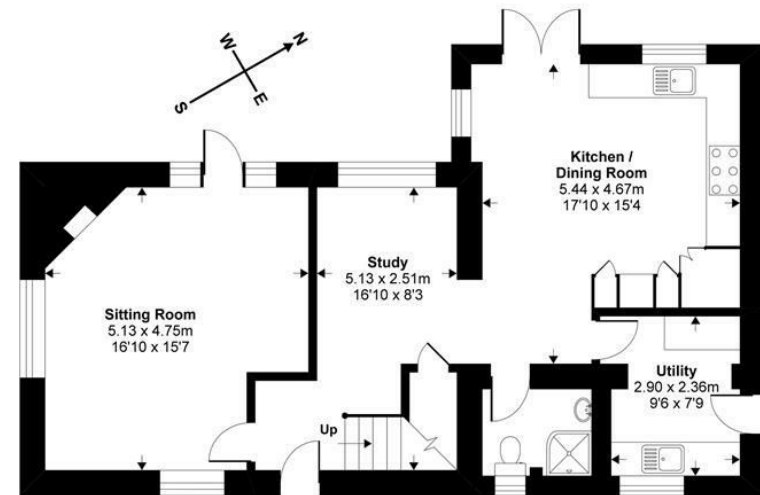 N
W
E
S
Kitchen /
Dining Room
5.44 x 4.67m
17'10 x 15'4
Study
5.13 x 2.51m
16'10 x 8'3
Sitting Room
5.13 x 4.75m
16'10 x 15'7
Utility
2.90 x 2.36m
9'6 x 7'9
Up